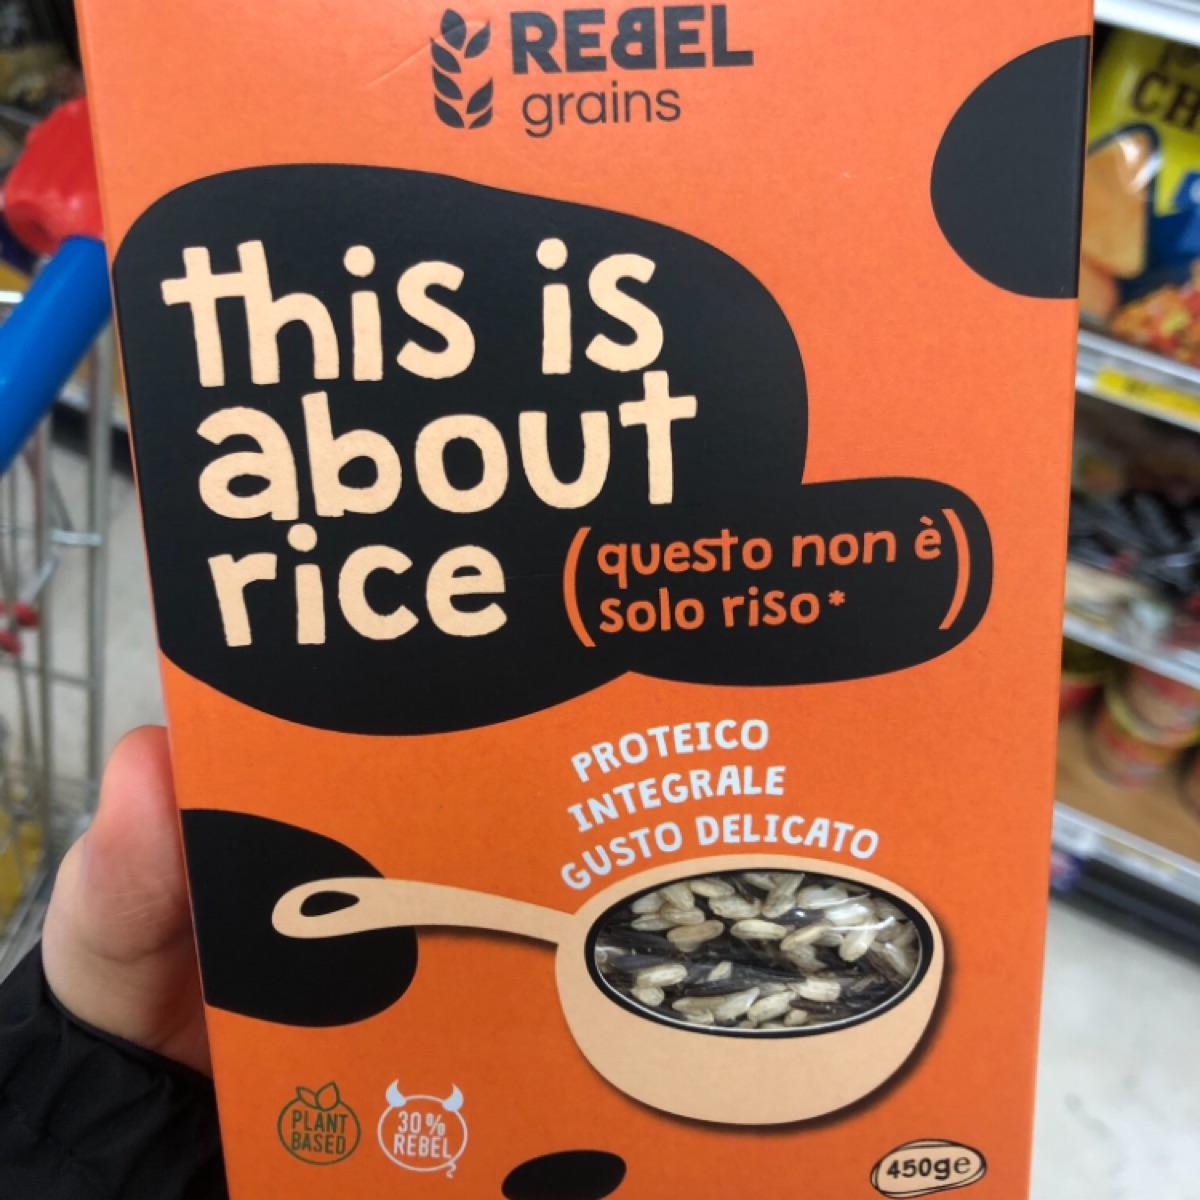 REBEL
grains
this is
about
rice
(questo non è
solo riso*)
PROTEICO
INTEGRALE
GUSTO DELICATO
PLANT
BASED
30%
REBEL
450g e
CH